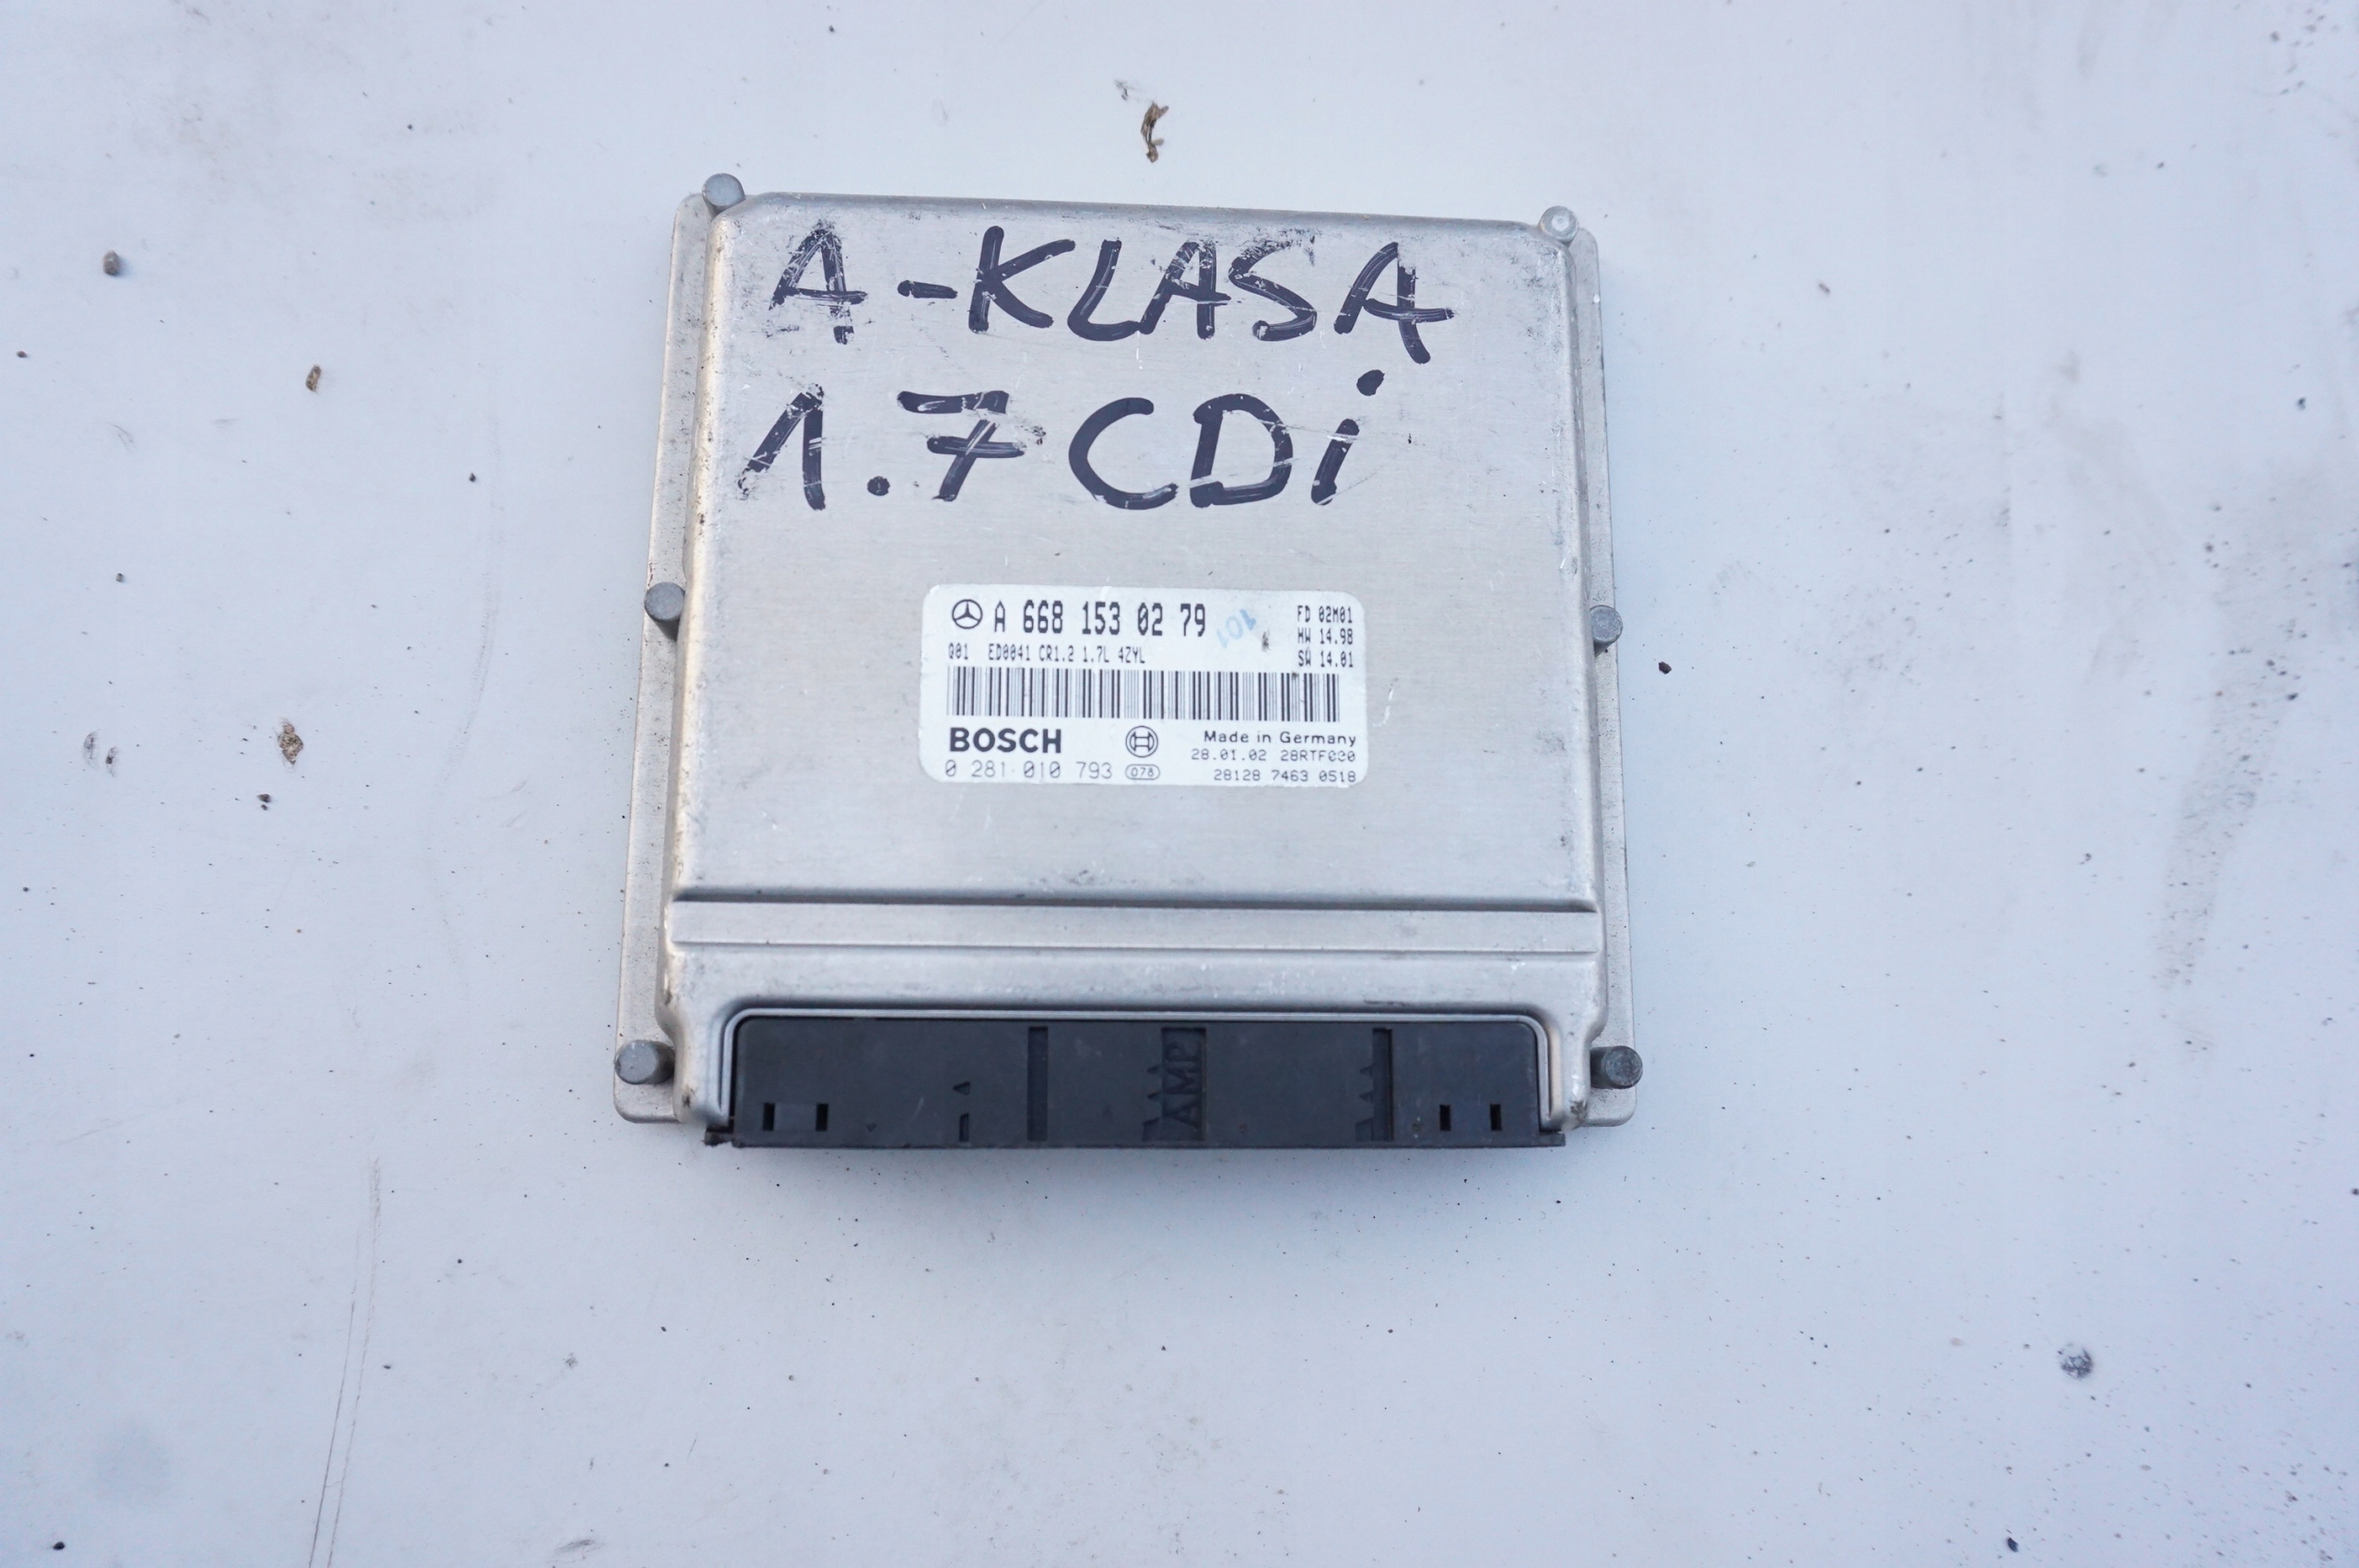 A-KLASA
1.7 CDi
A 668 153 02 79
101
FD 02M01
HW 14.98
Q01 ED0041 CR1.2 1.7L 4ZYL
SW 14.01
BOSCH
Made in Germany
28.01.02
0 281 010 793 078
28128 7463 0518
AMP